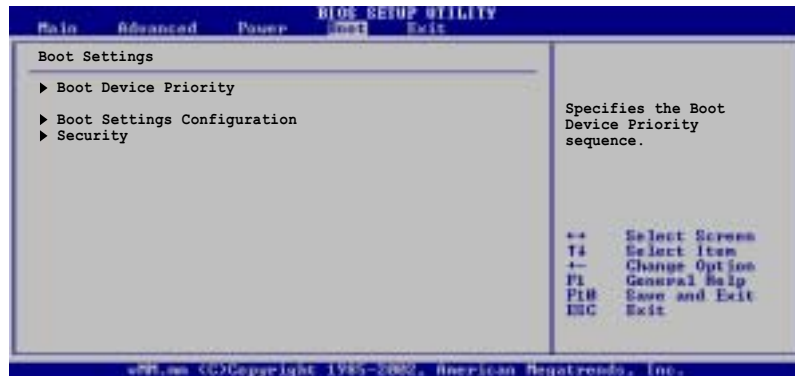 BIOS SETUP UTILITY
Main Advanced Power Boot Exit
Boot Settings
▶ Boot Device Priority
▶ Boot Settings Configuration
▶ Security
Specifies the Boot
Device Priority
sequence.
←→ Select Screen
↑↓ Select Item
+- Change Option
F1 General Help
F10 Save and Exit
ESC Exit
(C)Copyright 1985-2002, American Megatrends, Inc.